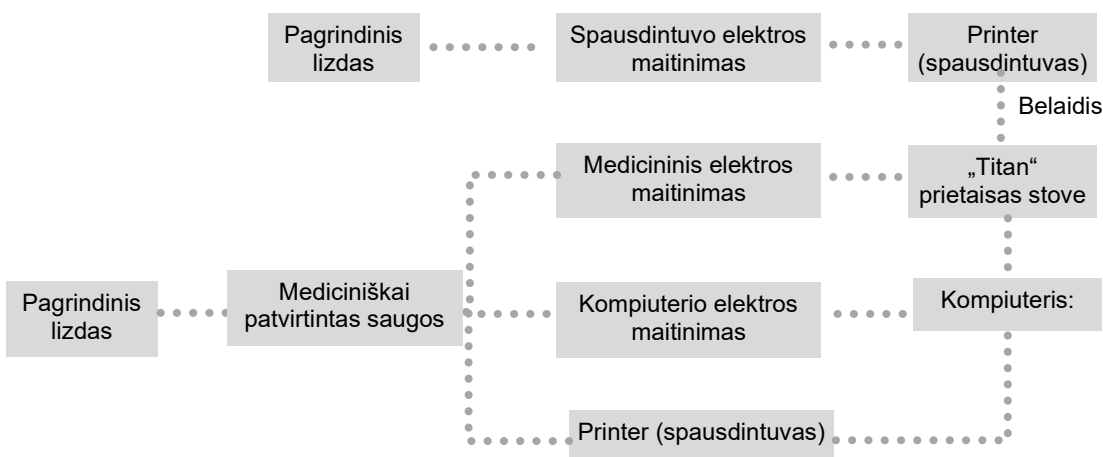 Pagrindinis
lizdas
Spausdintuvo elektros
maitinimas
Printer
(spausdintuvas)
Belaidis
Medicininis elektros
maitinimas
„Titan“
prietaisas stove
Pagrindinis
lizdas
Mediciniškai
patvirtintas saugos
Kompiuterio elektros
maitinimas
Kompiuteris:
Printer (spausdintuvas)